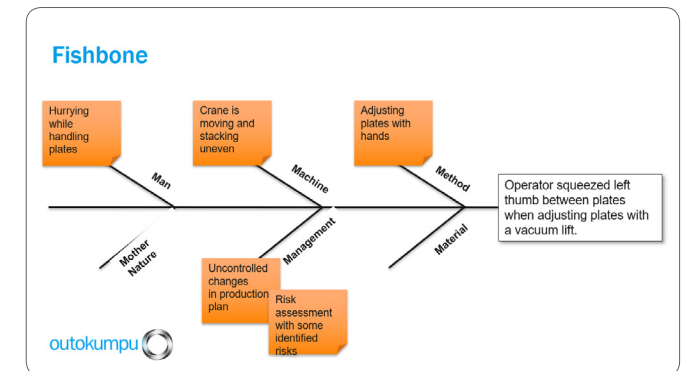 Fishbone
Hurrying
while
handling
plates
Crane is
moving and
stacking
uneven
Adjusting
plates with
hands
Man
Machine
Method
Operator squeezed left
thumb between plates
when adjusting plates with
a vacuum lift.
Mother
Nature
Management
Material
Uncontrolled
changes
in production
plan
Risk
assessment
with some
identified
risks
outokumpu